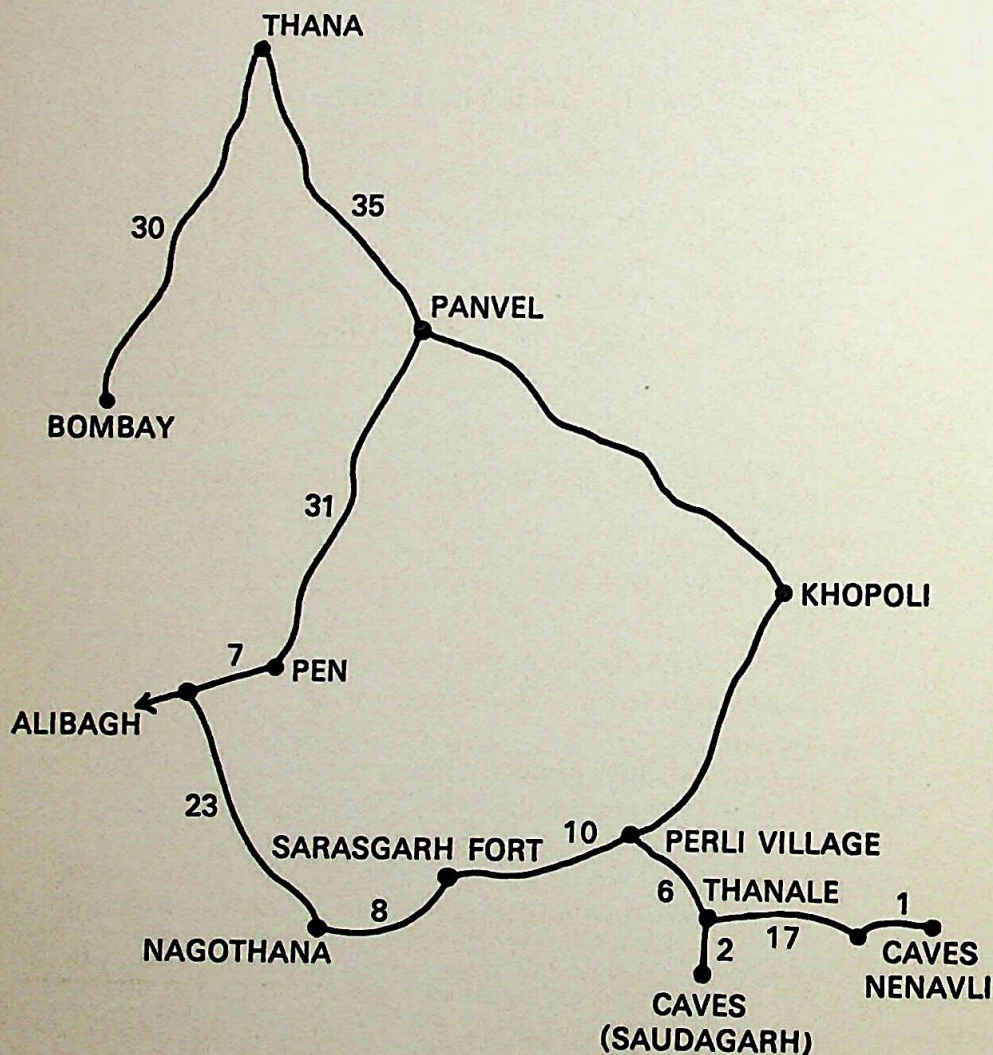 THANA
35
30
PANVEL
BOMBAY
31
KHOPOLI
7
PEN
ALIBAGH
23
10
SARASGARH FORT
PERLI VILLAGE
6
THANALE
8
1
NAGOTHANA
2
17
CAVES
NENAVLI
CAVES
(SAUDAGARH)